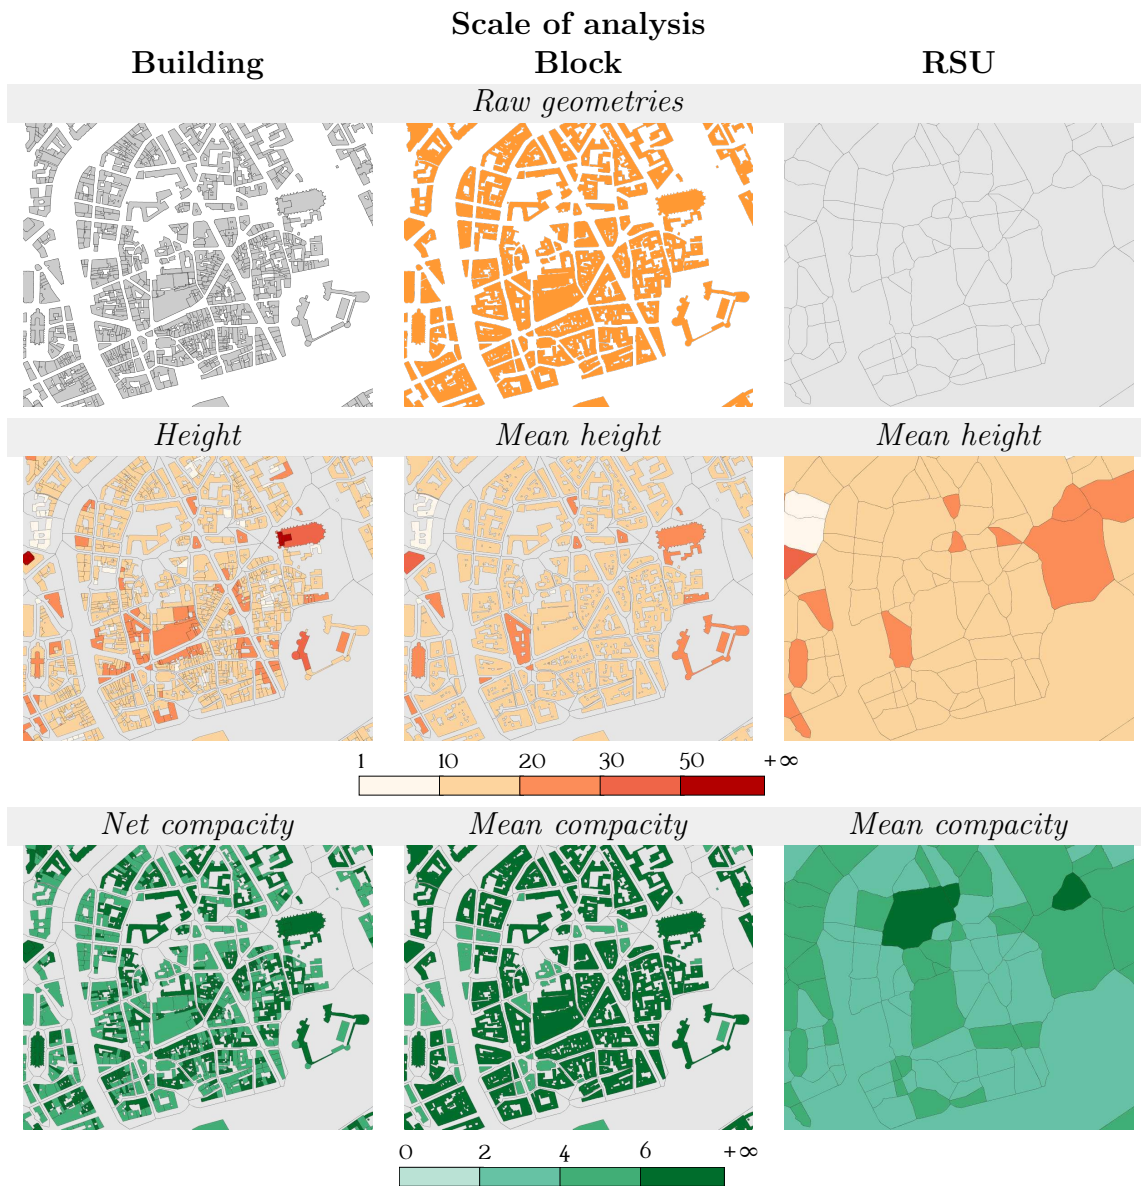 Scale of analysis
Building Block RSU
Raw geometries
Height Mean height Mean height
1 10 20 30 50 +∞
Net compacity Mean compacity Mean compacity
0 2 4 6 +∞